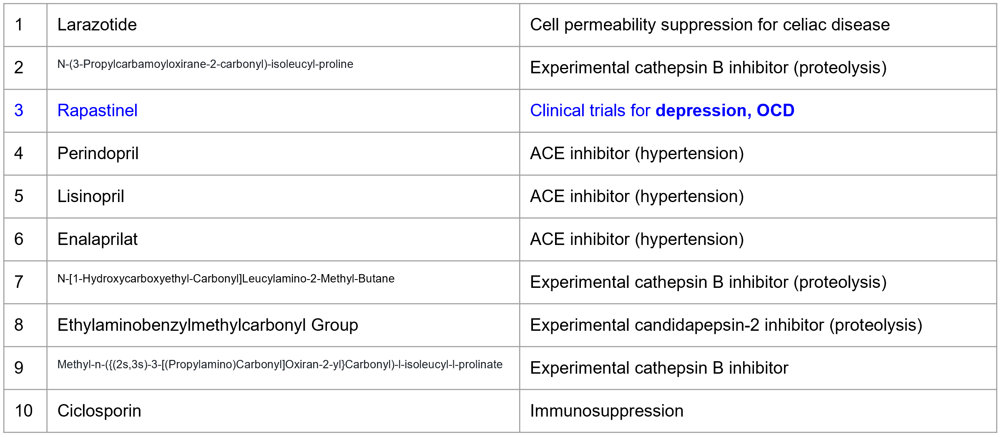 1 Larazotide Cell permeability suppression for celiac disease
2 N-(3-Propylcarbamoyloxirane-2-carbonyl)-isoleucyl-proline Experimental cathepsin B inhibitor (proteolysis)
3 Rapastinel Clinical trials for depression, OCD
4 Perindopril ACE inhibitor (hypertension)
5 Lisinopril ACE inhibitor (hypertension)
6 Enalaprilat ACE inhibitor (hypertension)
7 N-[1-Hydroxycarboxyethyl-Carbonyl]Leucylamino-2-Methyl-Butane Experimental cathepsin B inhibitor (proteolysis)
8 Ethylaminobenzylmethylcarbonyl Group Experimental candidapepsin-2 inhibitor (proteolysis)
9 Methyl-n-({(2s,3s)-3-[(Propylamino)Carbonyl]Oxiran-2-yl}Carbonyl)-l-isoleucyl-l-prolinate Experimental cathepsin B inhibitor
10 Ciclosporin Immunosuppression